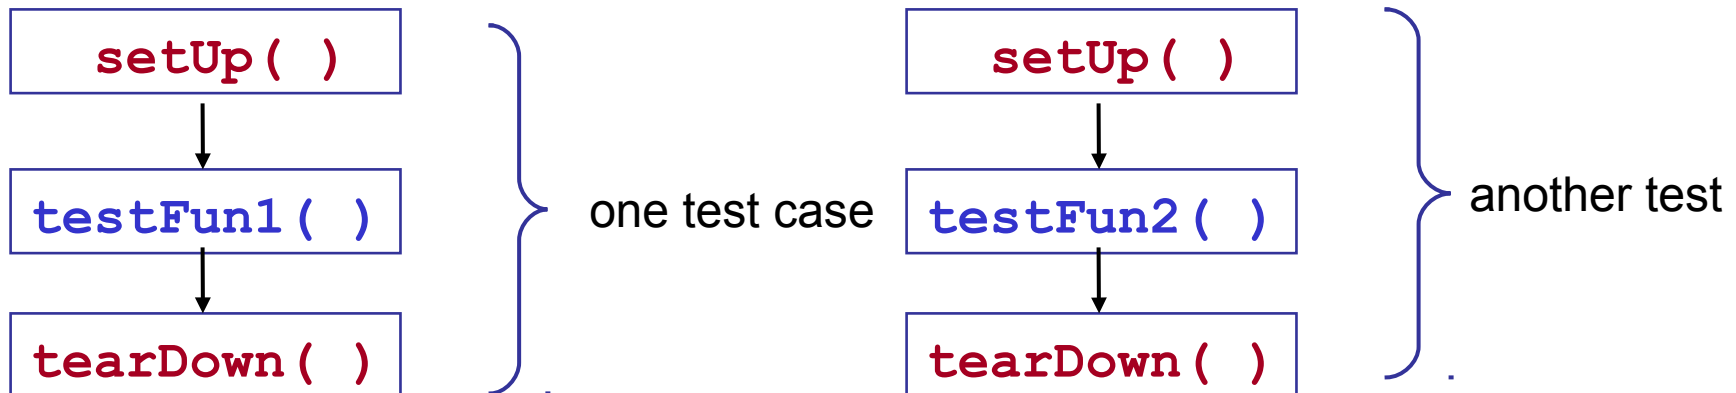 setUp( )
testFun1( )
tearDown( )
one test case
setUp( )
testFun2( )
tearDown( )
another test